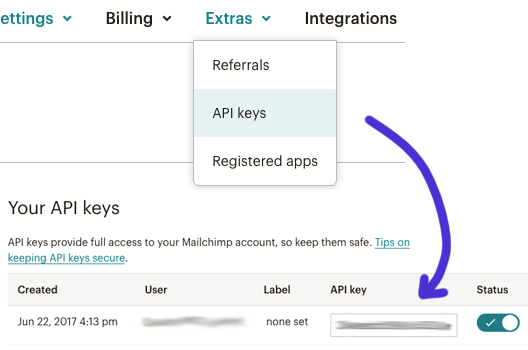 ettings Billing Extras Integrations
Referrals
API keys
Registered apps
Your API keys
API keys provide full access to your Mailchimp account, so keep them safe. Tips on
keeping API keys secure.
Created User Label API key Status
Jun 22, 2017 4:13 pm none set